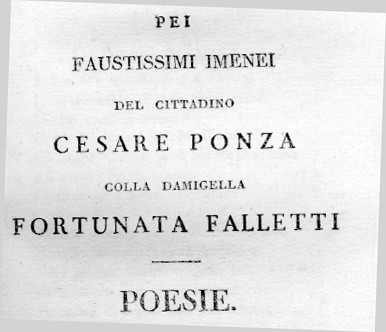 PEI
FAUSTISSIMI IMENEI
DEL CITTADINO
CESARE PONZA
COLLA DAMIGELLA
FORTUNATA FALLETTI
POESIE.